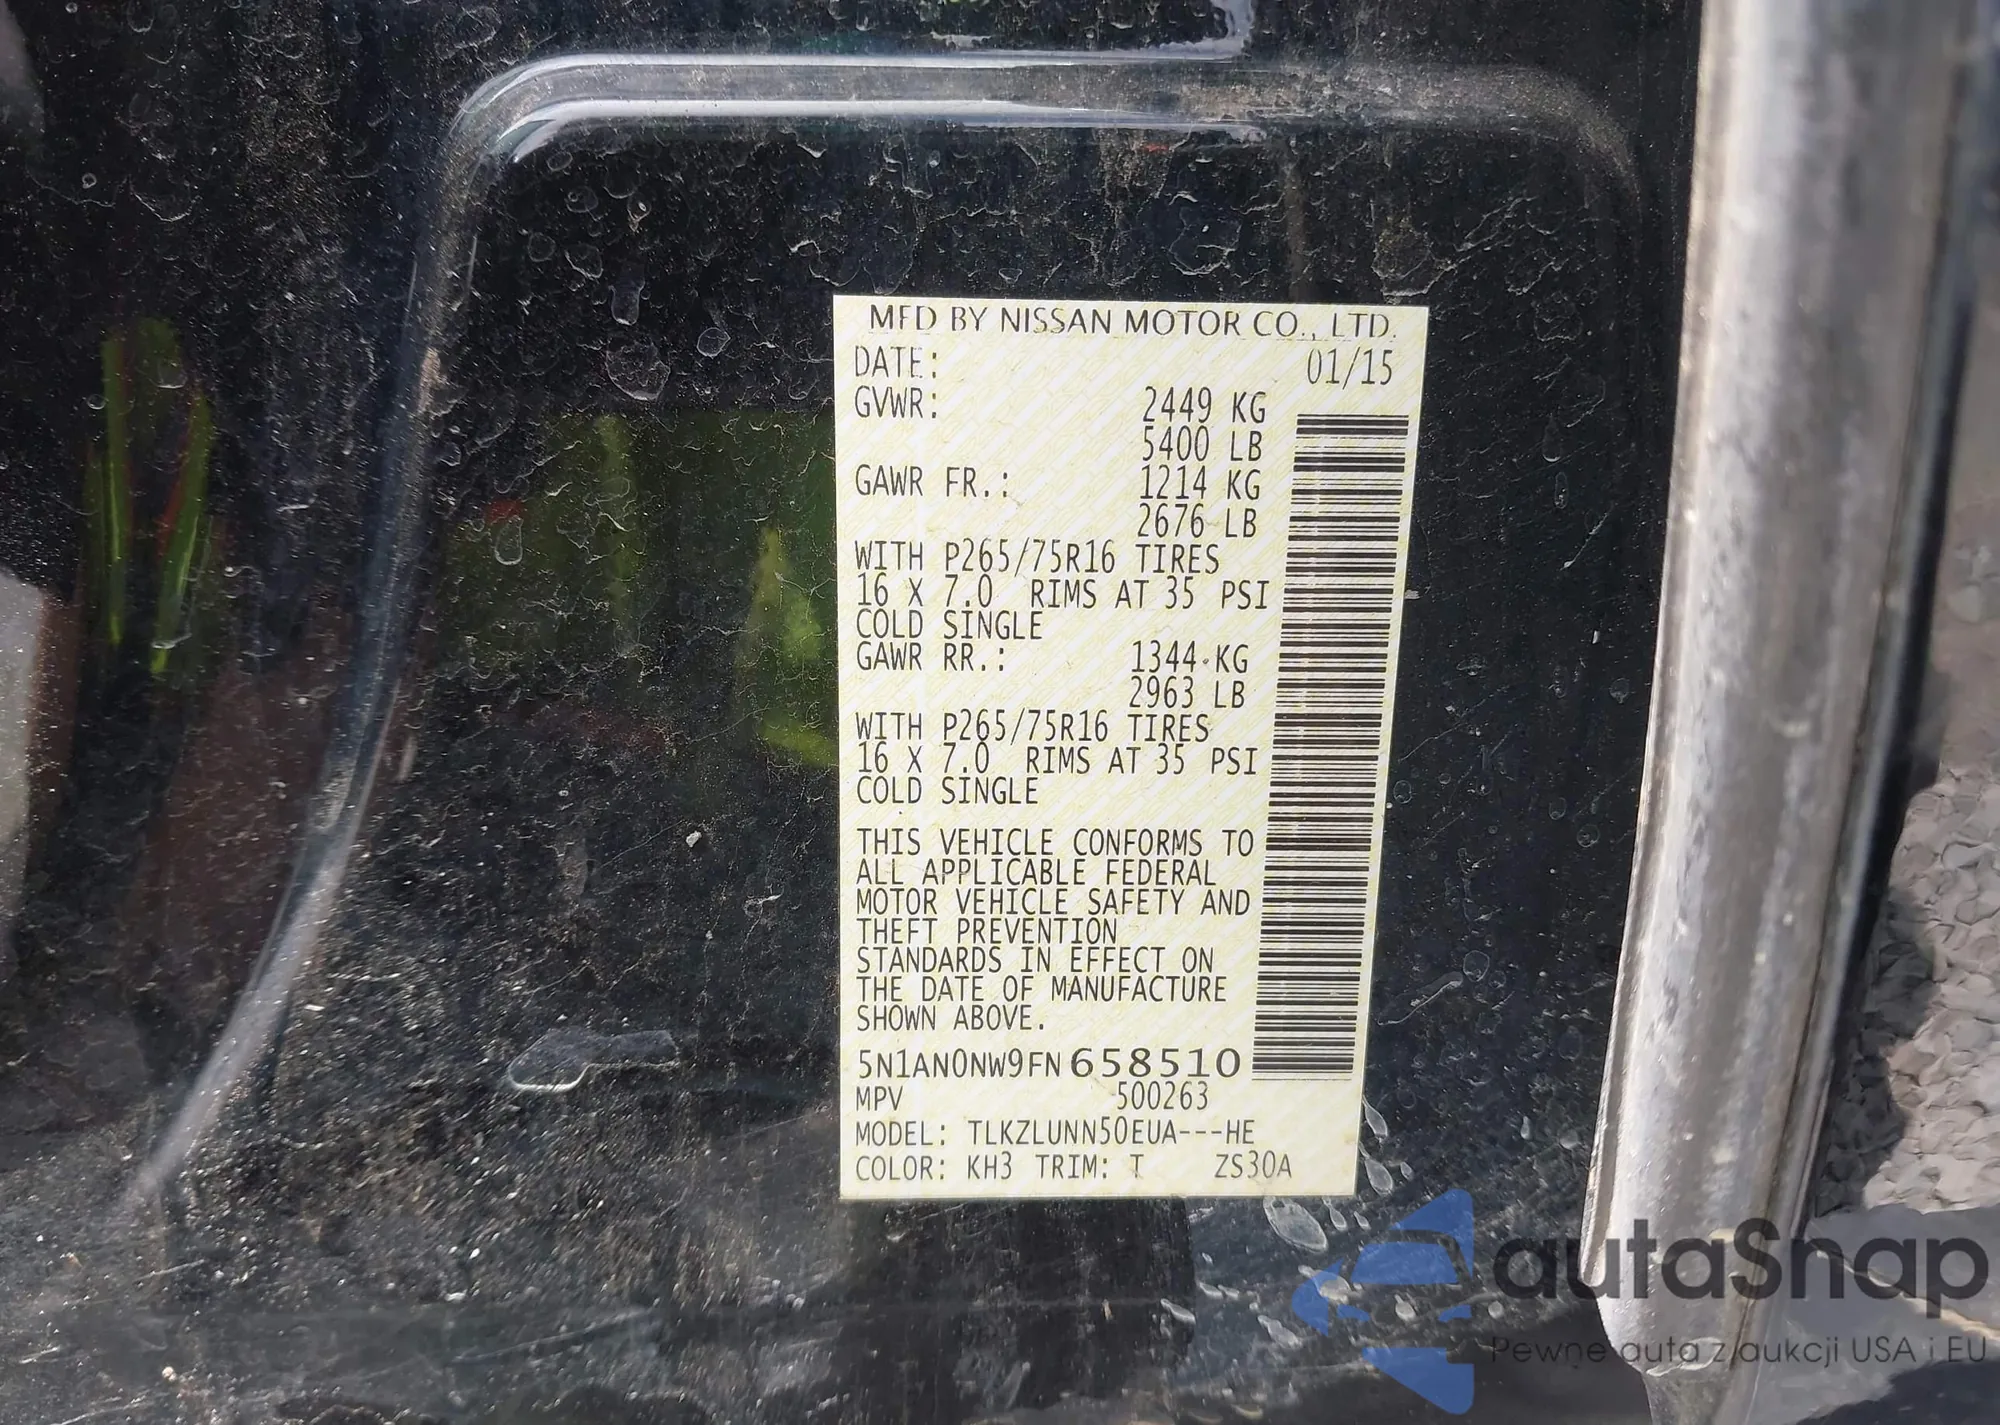 MFD BY NISSAN MOTOR CO., LTD.
DATE: 01/15
GVWR: 2449 KG
5400 LB
GAWR FR.: 1214 KG
2676 LB
WITH P265/75R16 TIRES
16 X 7.0 RIMS AT 35 PSI
COLD SINGLE
GAWR RR.: 1344 KG
2963 LB
WITH P265/75R16 TIRES
16 X 7.0 RIMS AT 35 PSI
COLD SINGLE
THIS VEHICLE CONFORMS TO
ALL APPLICABLE FEDERAL
MOTOR VEHICLE SAFETY AND
THEFT PREVENTION
STANDARDS IN EFFECT ON
THE DATE OF MANUFACTURE
SHOWN ABOVE.
5N1AN0NW9FN658510
MPV 500263
MODEL: TLKZLUNN50EUA---HE
COLOR: KH3 TRIM: T ZS30A
autaSnap
Pewne auta z aukcji USA i EU